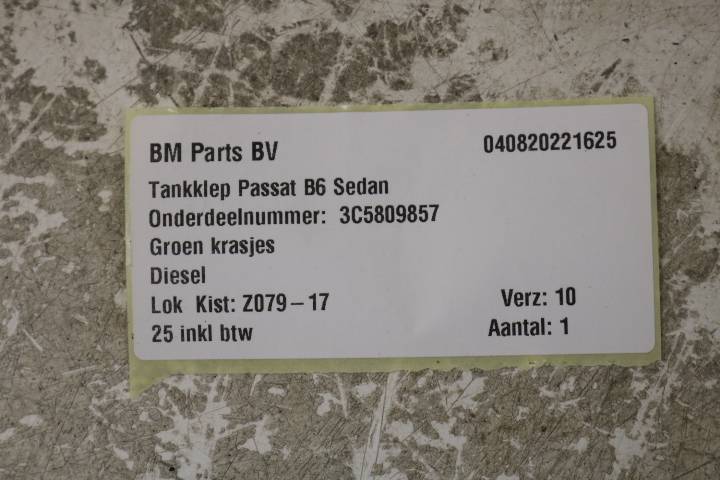 BM Parts BV 040820221625
Tankklep Passat B6 Sedan
Onderdeelnummer: 3C5809857
Groen krasjes
Diesel
Lok Kist: Z079-17 Verz: 10
25 inkl btw Aantal: 1